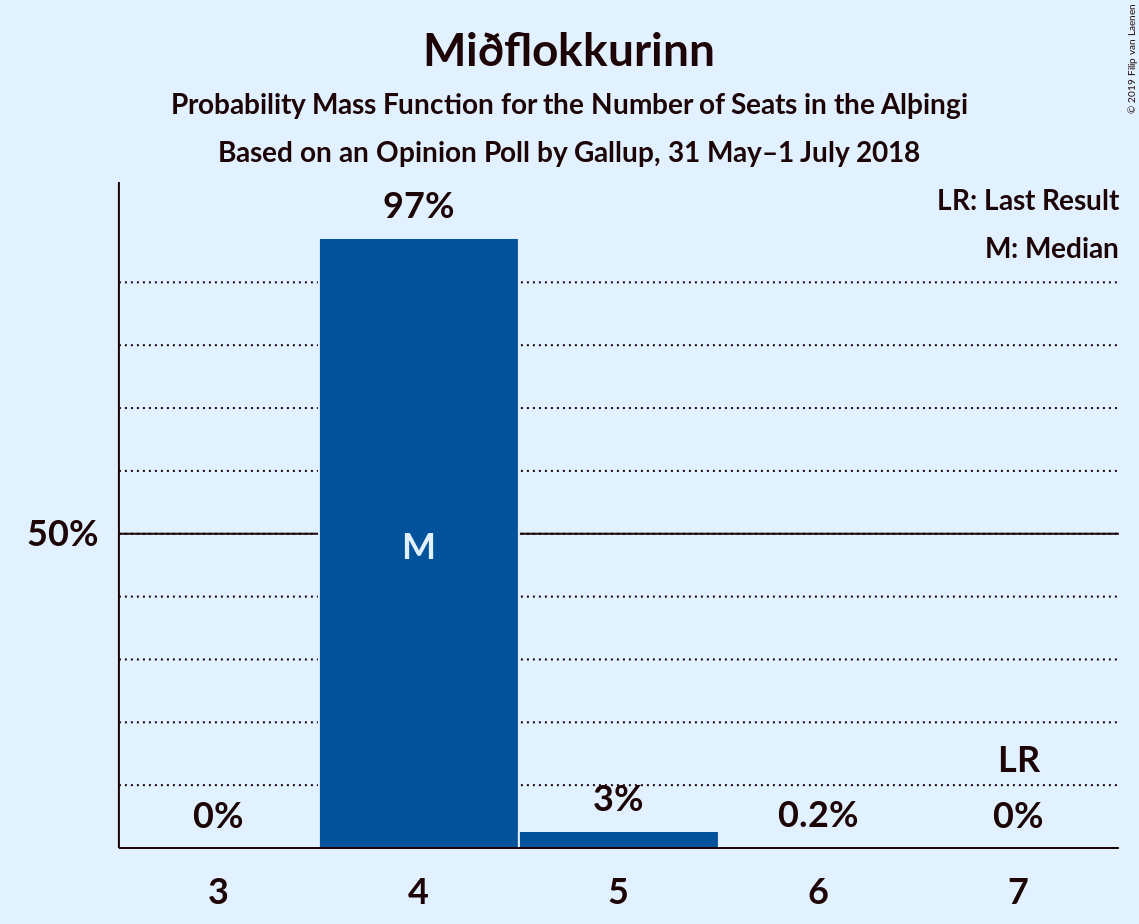 Miðflokkurinn
Probability Mass Function for the Number of Seats in the Alþingi
Based on an Opinion Poll by Gallup, 31 May–1 July 2018
© 2019 Filip van Laenen
LR: Last Result
M: Median
97%
50%
M
LR
0%
3%
0.2%
0%
3
4
5
6
7